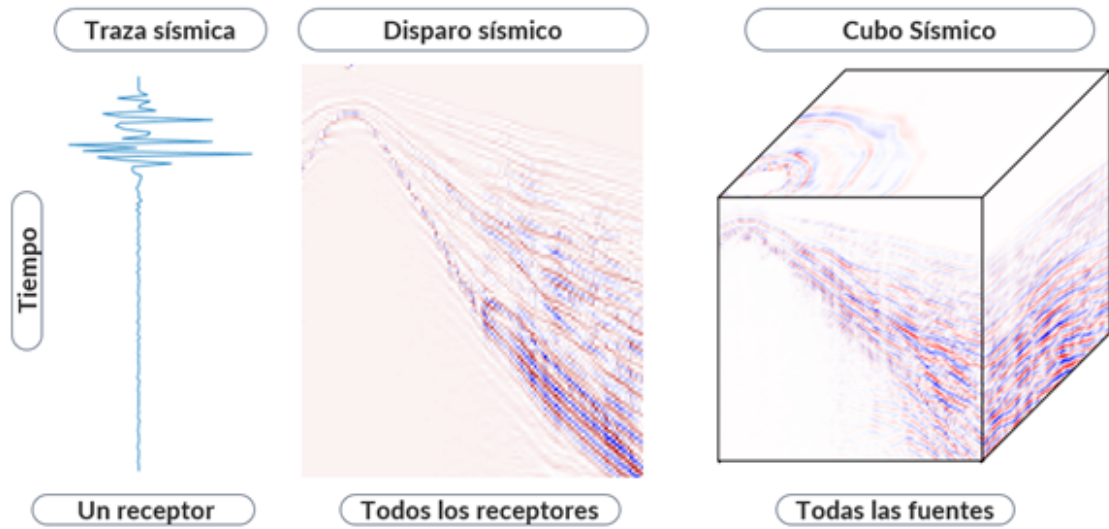 Traza sísmica
Disparo sísmico
Cubo Sísmico
Tiempo
Un receptor
Todos los receptores
Todas las fuentes